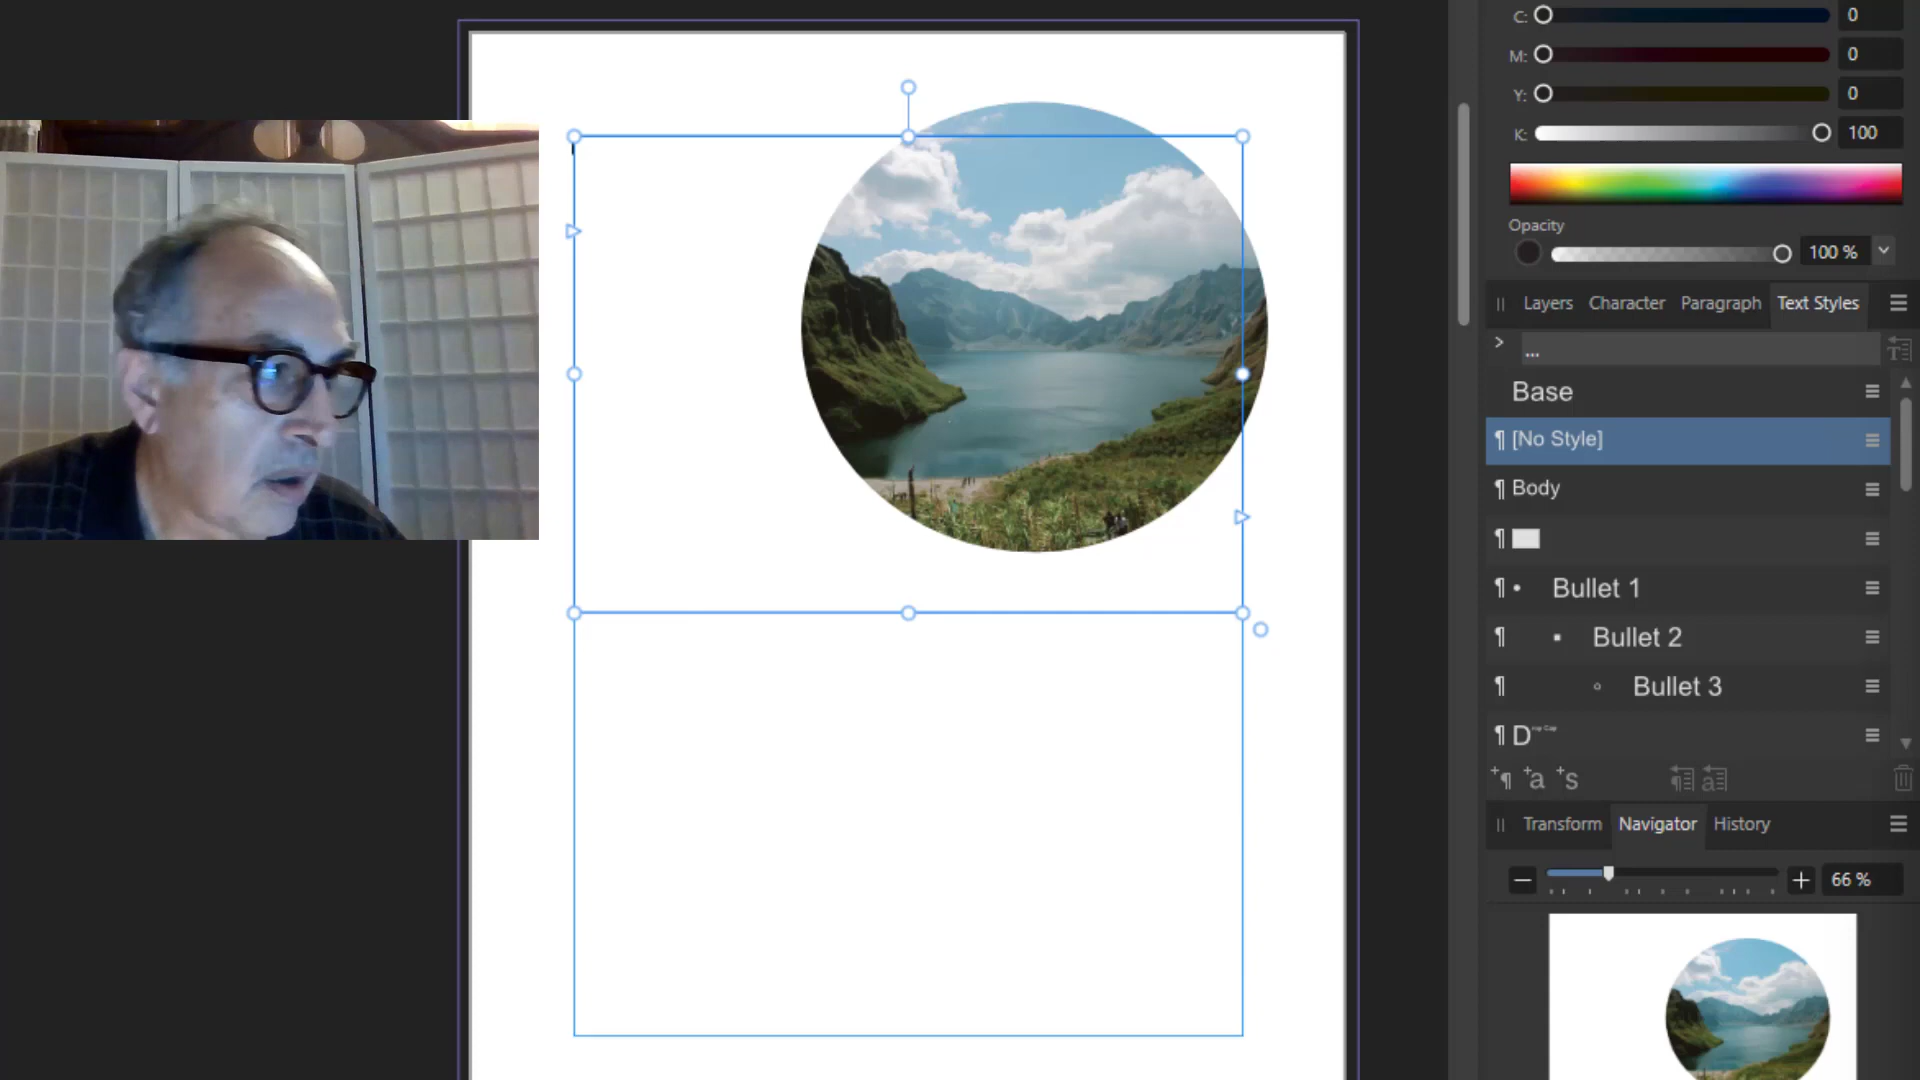 C: 0
M: 0
Y: 0
K: 100
Opacity
100 %
Layers Character Paragraph Text Styles
...
Base
¶ [No Style]
¶ Body
¶
¶ • Bullet 1
¶ ▪ Bullet 2
¶ ◦ Bullet 3
¶ D
+¶ +a +s
Transform Navigator History
66 %